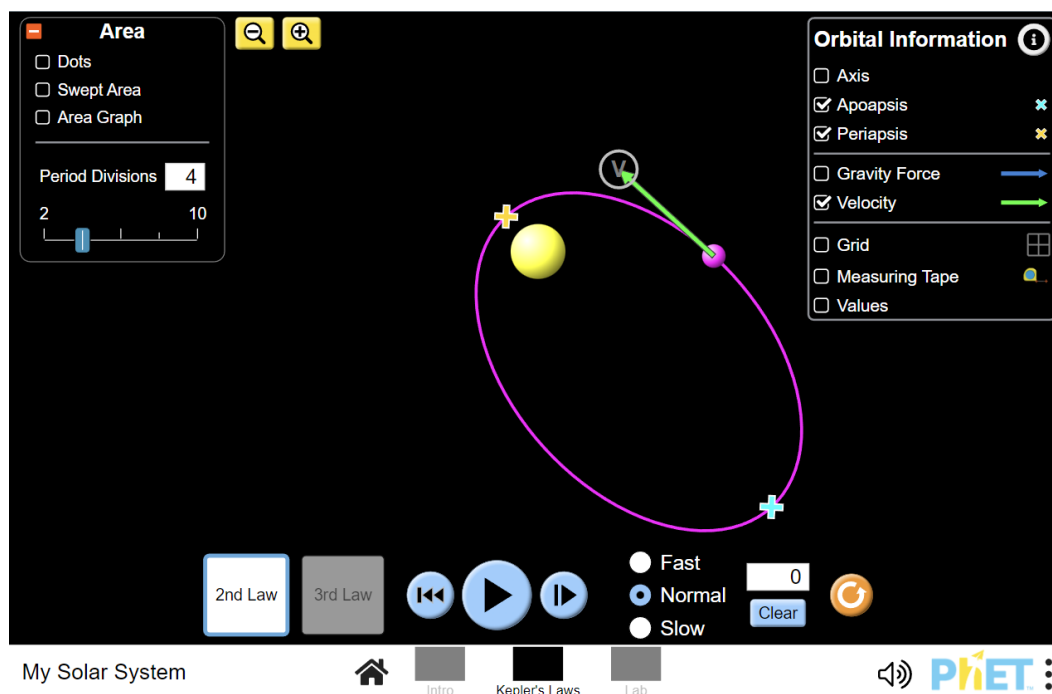 Area
Dots
Swept Area
Area Graph
Period Divisions 4
2 10
Orbital Information i
Axis
Apoapsis
Periapsis
Gravity Force
Velocity
Grid
Measuring Tape
Values
V
2nd Law
3rd Law
Fast
Normal
Slow
0
Clear
My Solar System
Intro
Kepler's Laws
Lab
PhET